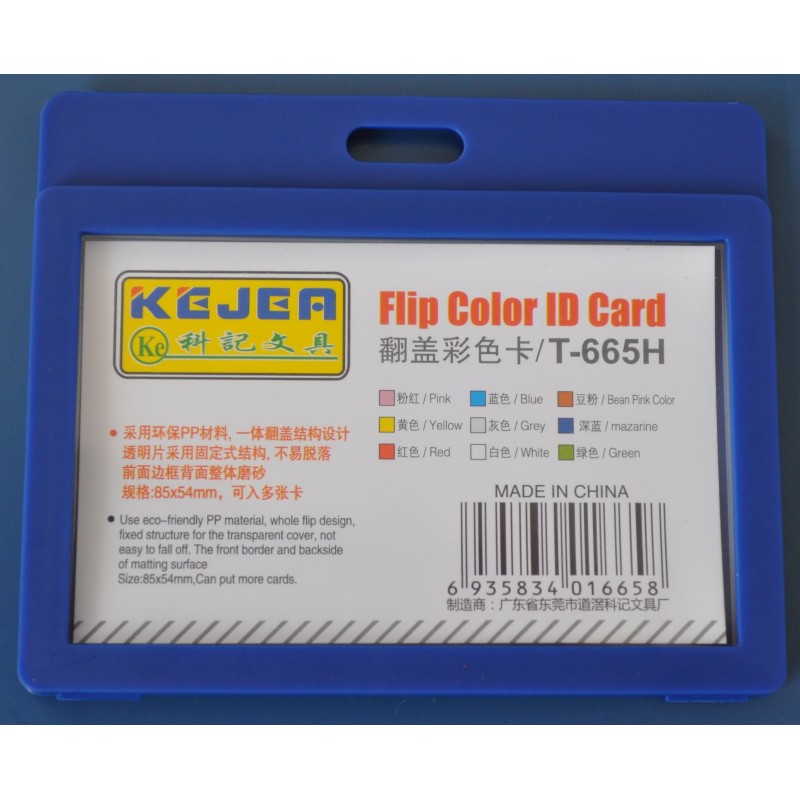 KEJEA
Ke 科記文具
Flip Color ID Card
翻盖彩色卡/T-665H
粉红/Pink 蓝色/Blue 豆粉/Bean Pink Color
黄色/Yellow 灰色/Grey 深蓝/mazarine
红色/Red 白色/White 绿色/Green
• 采用环保PP材料, 一体翻盖结构设计
透明片采用固定式结构, 不易脱落
前面边框背面整体磨砂
规格:85x54mm, 可入多张卡
• Use eco-friendly PP material, whole flip design,
fixed structure for the transparent cover, not
easy to fall off. The front border and backside
of matting surface
Size:85x54mm,Can put more cards.
MADE IN CHINA
6 935834 016658
制造商：广东省东莞市道滘科记文具厂